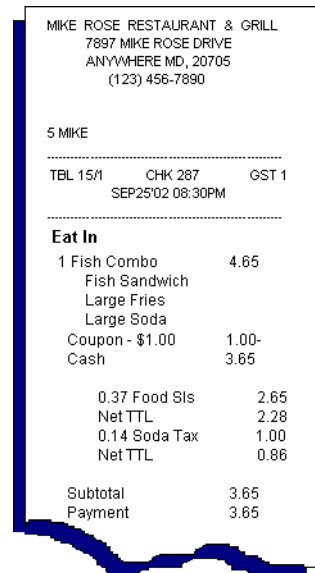 MIKE ROSE RESTAURANT & GRILL
7897 MIKE ROSE DRIVE
ANYWHERE MD, 20705
(123) 456-7890
5 MIKE
TBL 15/1 CHK 287 GST 1
SEP25'02 08:30PM
Eat In
1 Fish Combo 4.65
Fish Sandwich
Large Fries
Large Soda
Coupon - $1.00 1.00-
Cash 3.65
0.37 Food Sls 2.65
Net TTL 2.28
0.14 Soda Tax 1.00
Net TTL 0.86
Subtotal 3.65
Payment 3.65